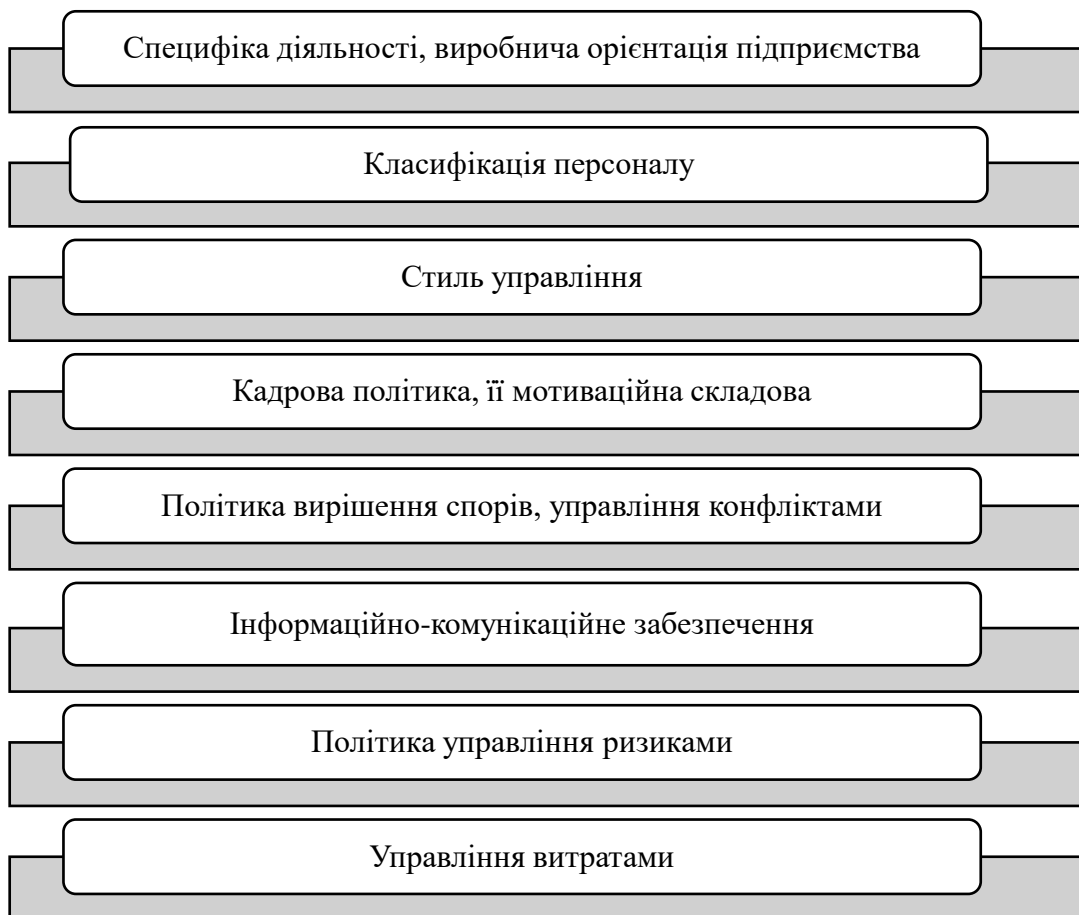 Специфіка діяльності, виробнича орієнтація підприємства
Класифікація персоналу
Стиль управління
Кадрова політика, її мотиваційна складова
Політика вирішення спорів, управління конфліктами
Інформаційно-комунікаційне забезпечення
Політика управління ризиками
Управління витратами